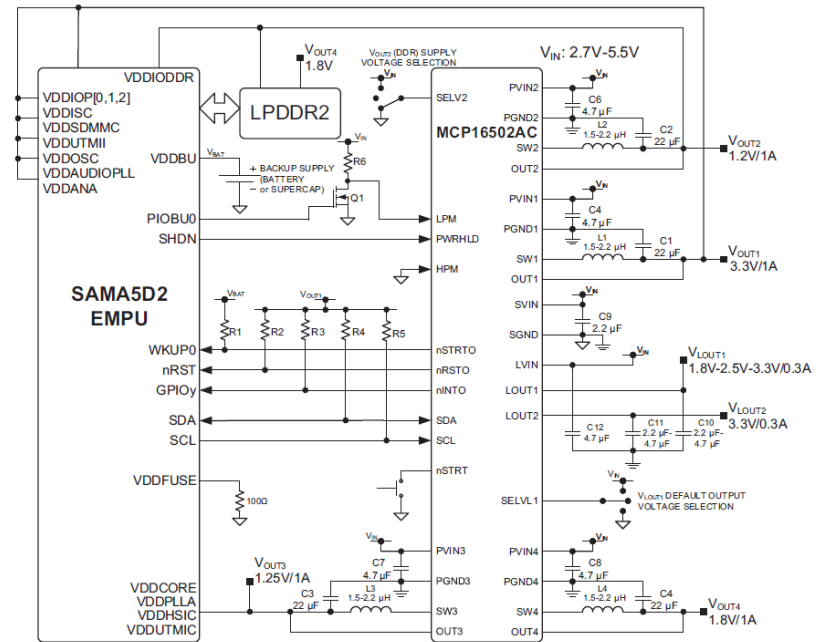 VDDIODDR
VDDIOP[0,1,2]
VDDISC
VDDSDMMC
VDDUTMII
VDDOSC
VDDAUDIOPLL
VDDANA
VDDBU
PIOBU0
SHDN
SAMA5D2
EMPU
WKUP0
nRST
GPIOy
SDA
SCL
VDDFUSE
VDDCORE
VDDPLLA
VDDHSIC
VDDUTMIC
VOUT4
1.8V
LPDDR2
VBAT
+ BACKUP SUPPLY
(BATTERY
– or SUPERCAP)
VIN
R6
Q1
VBAT
R1
VOUT1
R2
R3
R4
R5
100Ω
VOUT3
1.25V/1A
VOUT2 (DDR) SUPPLY
VOLTAGE SELECTION
VIN
VIN: 2.7V-5.5V
SELV2
MCP16502AC
LPM
PWRHLD
HPM
nSTRTO
nRSTO
nINTO
SDA
SCL
nSTRT
PVIN3
PGND3
SW3
OUT3
VIN
C7
4.7 µF
C3
22 µF
L3
1.5-2.2 µH
PVIN2
PGND2
SW2
OUT2
VIN
C6
4.7 µF
L2
1.5-2.2 µH
C2
22 µF
VOUT2
1.2V/1A
PVIN1
PGND1
SW1
OUT1
VIN
C4
4.7 µF
L1
1.5-2.2 µH
C1
22 µF
VOUT1
3.3V/1A
SVIN
SGND
VIN
C9
2.2 µF
LVIN
LOUT1
LOUT2
VIN
VLOUT1
1.8V-2.5V-3.3V/0.3A
VLOUT2
3.3V/0.3A
C12
4.7 µF
C11
2.2 µF-
4.7 µF
C10
2.2 µF-
4.7 µF
SELVL1
VIN
VLOUT1 DEFAULT OUTPUT
VOLTAGE SELECTION
PVIN4
PGND4
SW4
OUT4
VIN
C8
4.7 µF
L4
1.5-2.2 µH
C4
22 µF
VOUT4
1.8V/1A